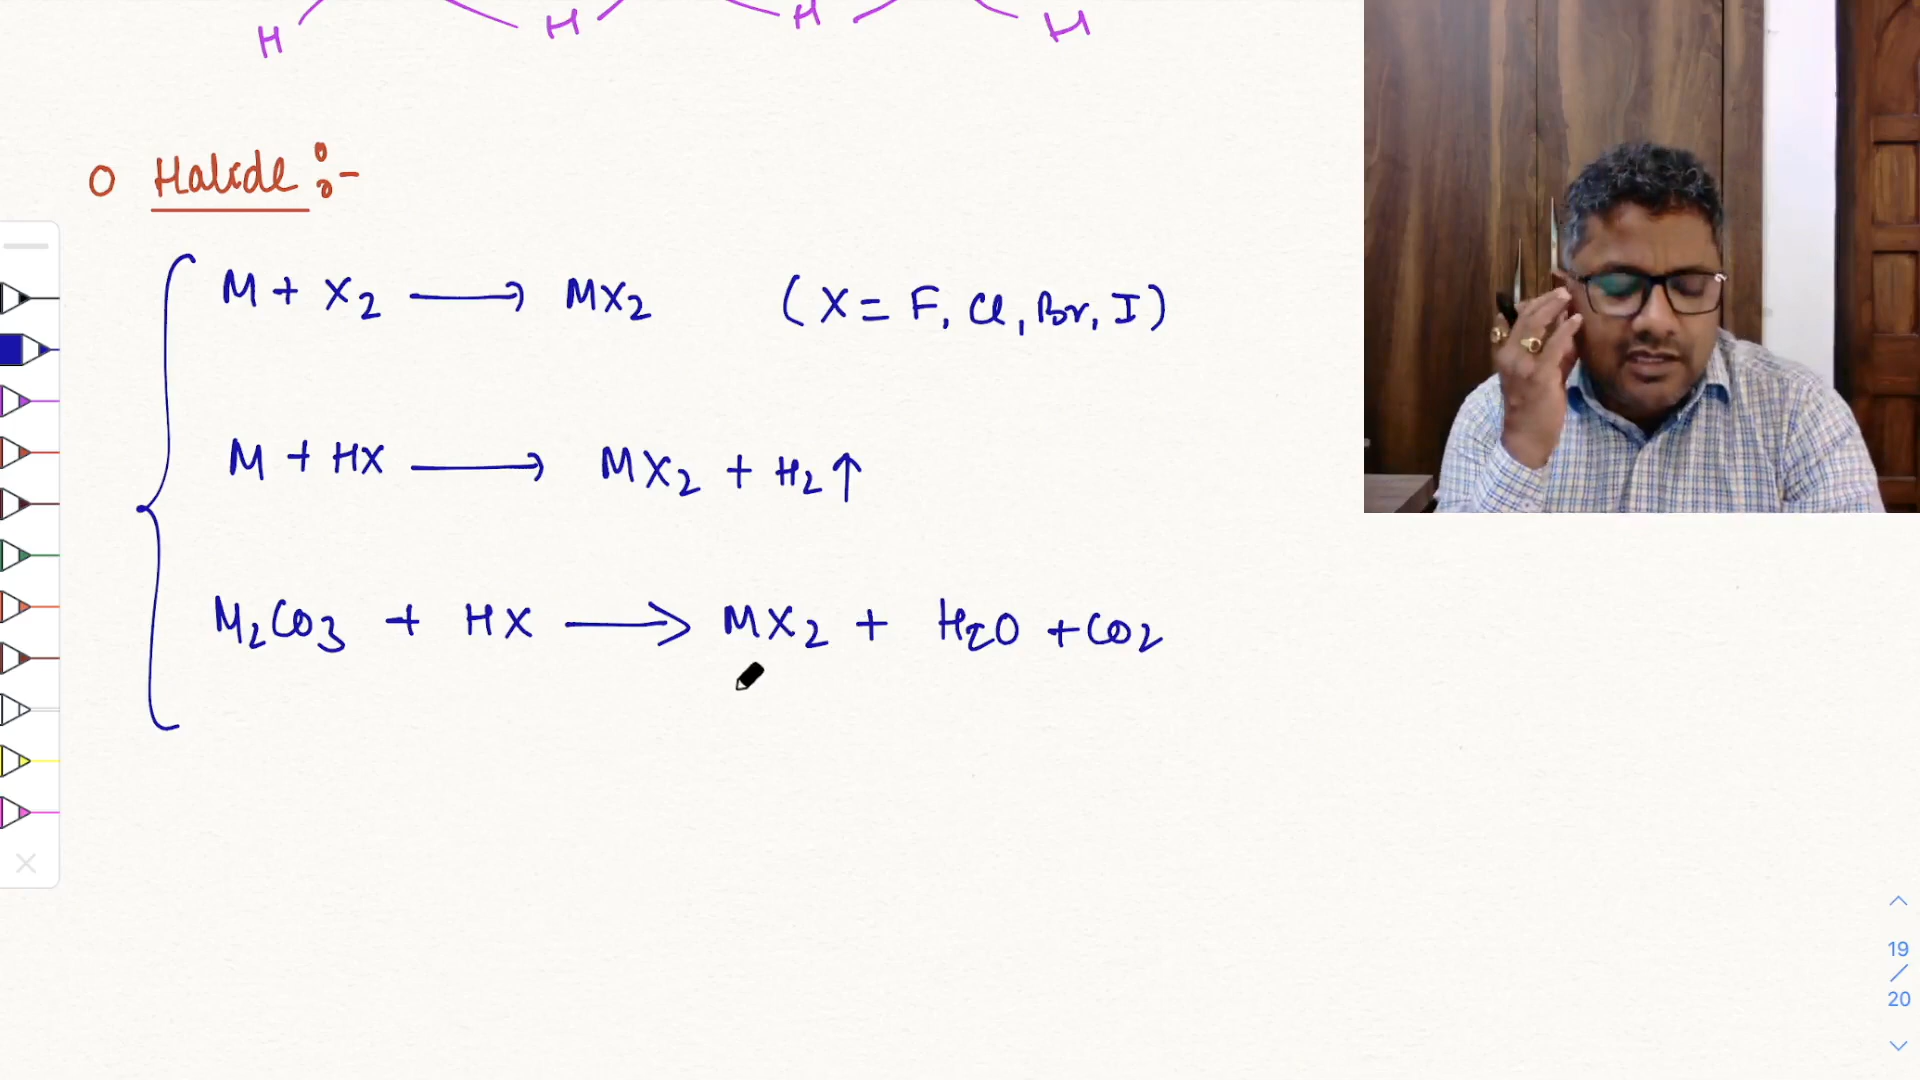 H H H H
O Halide :-
M + X2 ⟶ MX2 (X = F, Cl, Br, I)
M + HX ⟶ MX2 + H2 ↑
M2CO3 + HX ⟶ MX2 + H2O + CO2
19
/
20